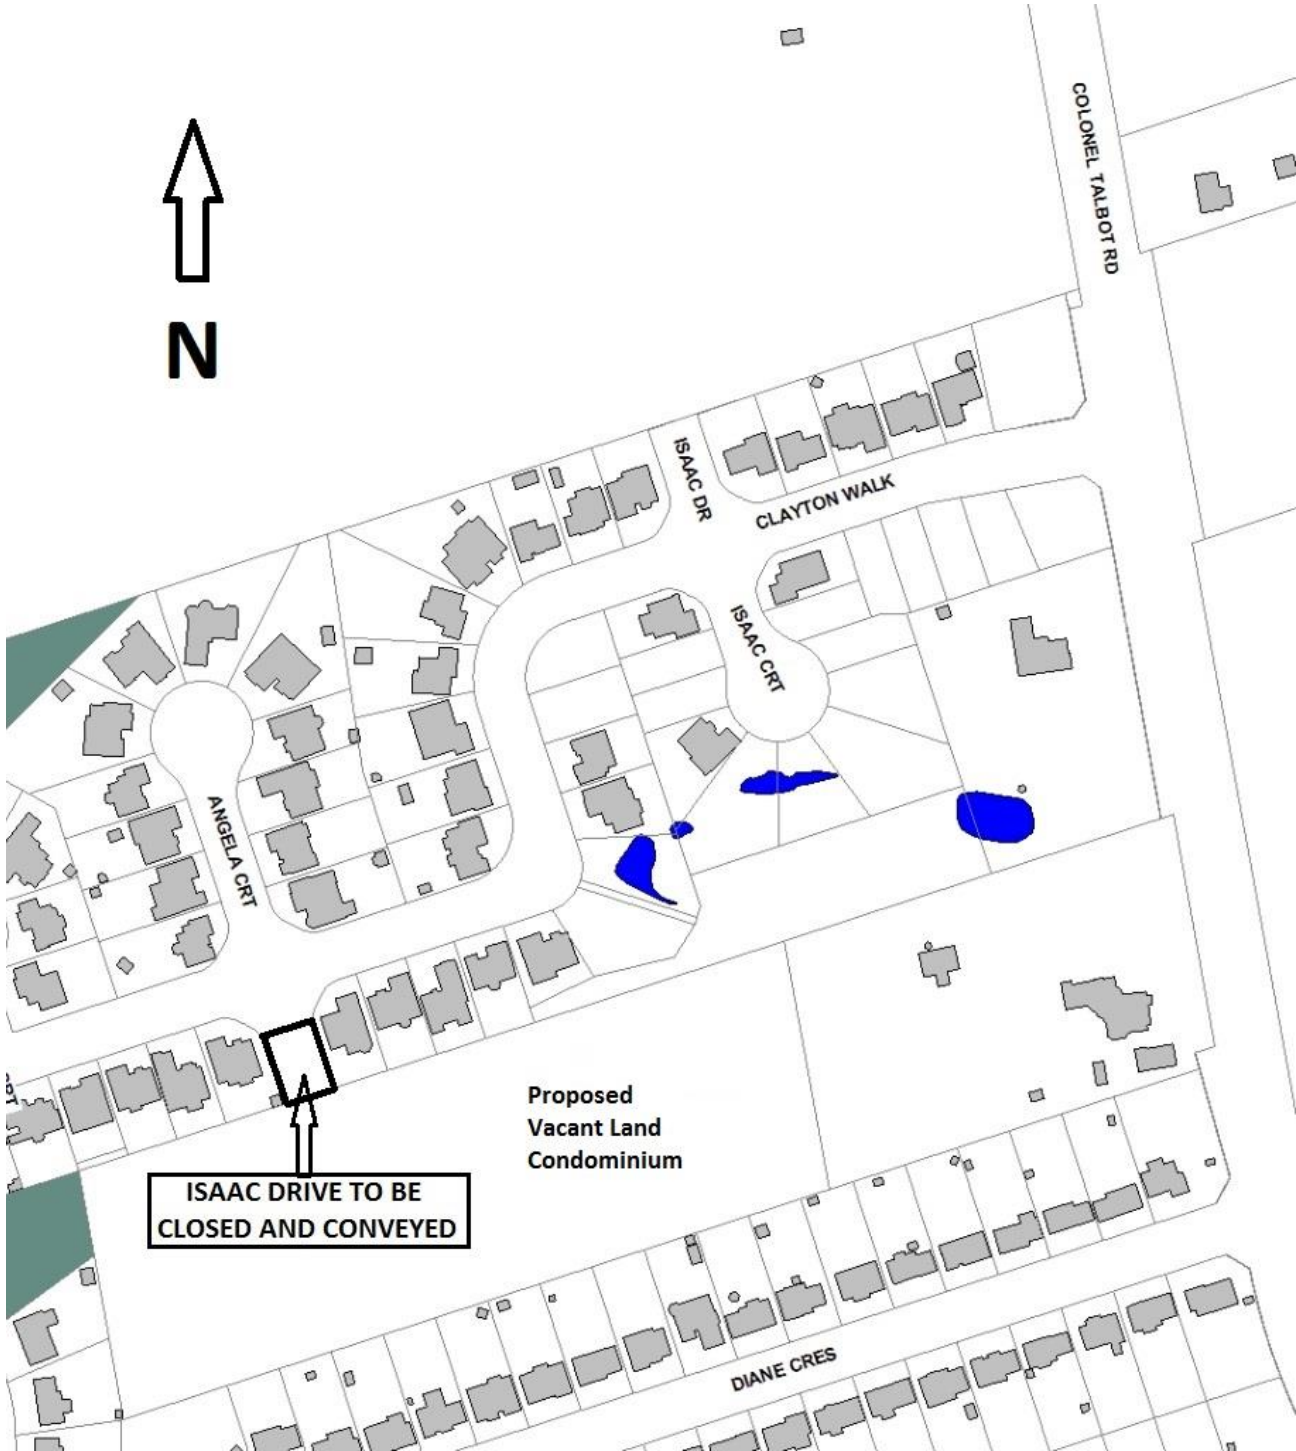 COLONEL TALBOT RD
N
ISAAC DR
CLAYTON WALK
ISAAC CRT
ANGELA CRT
Proposed
Vacant Land
Condominium
ISAAC DRIVE TO BE
CLOSED AND CONVEYED
DIANE CRES